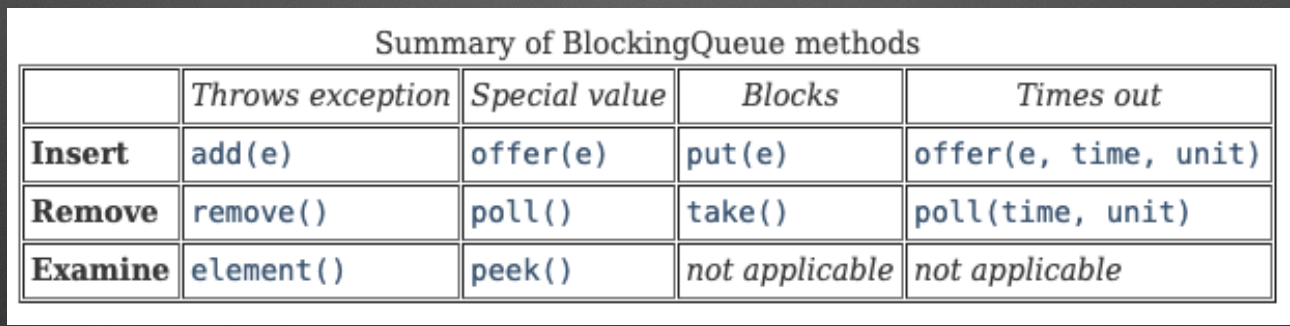 Summary of BlockingQueue methods
Throws exception Special value Blocks Times out
Insert add(e) offer(e) put(e) offer(e, time, unit)
Remove remove() poll() take() poll(time, unit)
Examine element() peek() not applicable not applicable